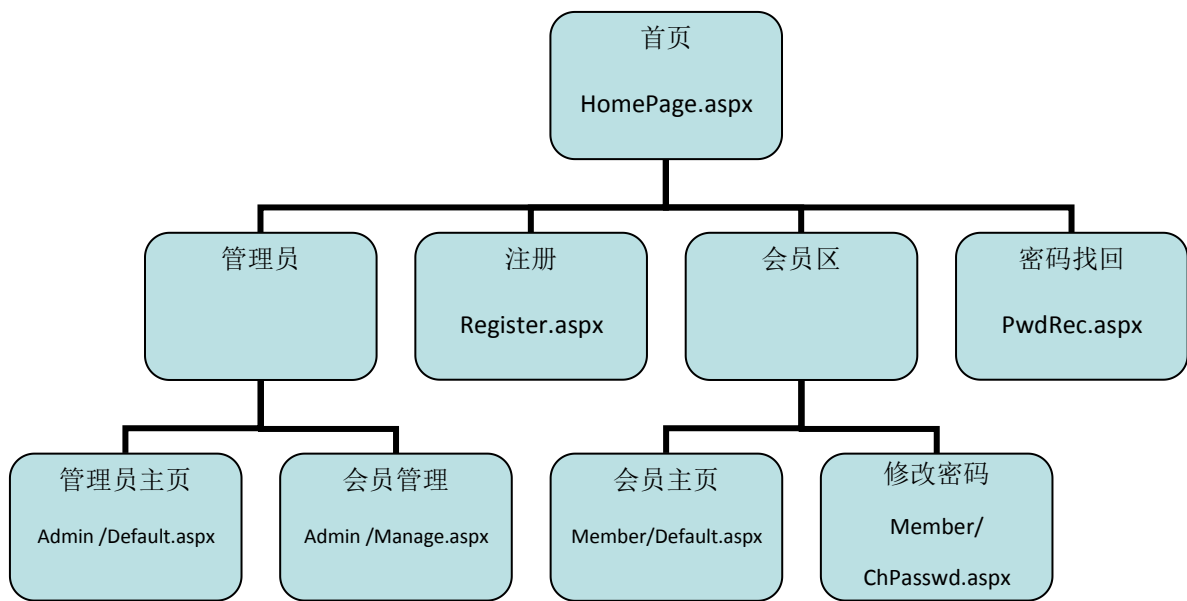 首页
HomePage.aspx
管理员
注册
Register.aspx
会员区
密码找回
PwdRec.aspx
管理员主页
Admin /Default.aspx
会员管理
Admin /Manage.aspx
会员主页
Member/Default.aspx
修改密码
Member/
ChPasswd.aspx